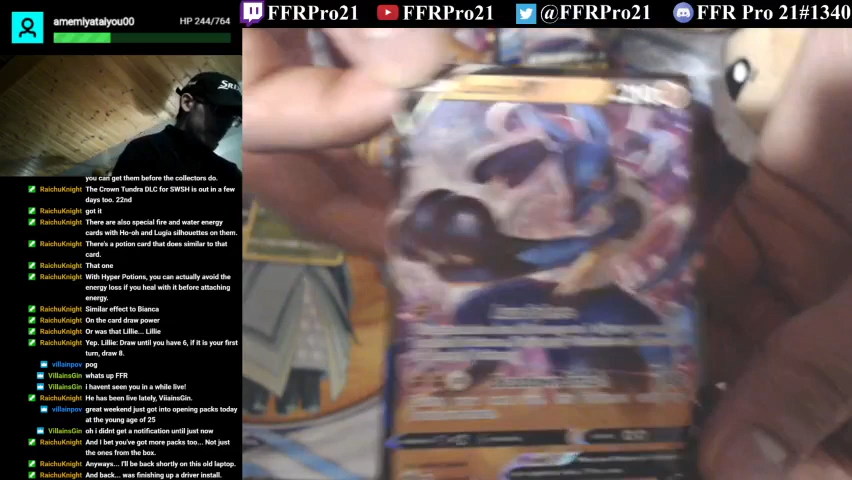 FFRPro21 FFRPro21 @FFRPro21 FFR Pro 21#1340
amemiyataiyou00 HP 244/764
you can get them before the collectors do.
RaichuKnight The Crown Tundra DLC for SWSH is out in a few
days too. 22nd
RaichuKnight got it
RaichuKnight There are also special fire and water energy
cards with Ho-oh and Lugia silhouettes on them.
RaichuKnight There's a potion card that does similar to that
card.
RaichuKnight That one
RaichuKnight With Hyper Potions, you can actually avoid the
energy loss if you heal with it before attaching
energy.
RaichuKnight Similar effect to Bianca
RaichuKnight On the card draw power
RaichuKnight Or was that Lillie... Lillie
RaichuKnight Yep. Lillie: Draw until you have 6, if it is your first
turn, draw 8.
villainpov pog
VillainsGin whats up FFR
VillainsGin I havent seen you in a while live!
RaichuKnight He has been live lately, ViiainsGin.
villainpov great weekend just got into opening packs today
at the young age of 25
VillainsGin oh i didnt get a notification until just now
RaichuKnight And I bet you've got more packs too... Not just
the ones from the box.
RaichuKnight Anyways... I'll be back shortly on this old laptop.
RaichuKnight And back... was finishing up a driver install.